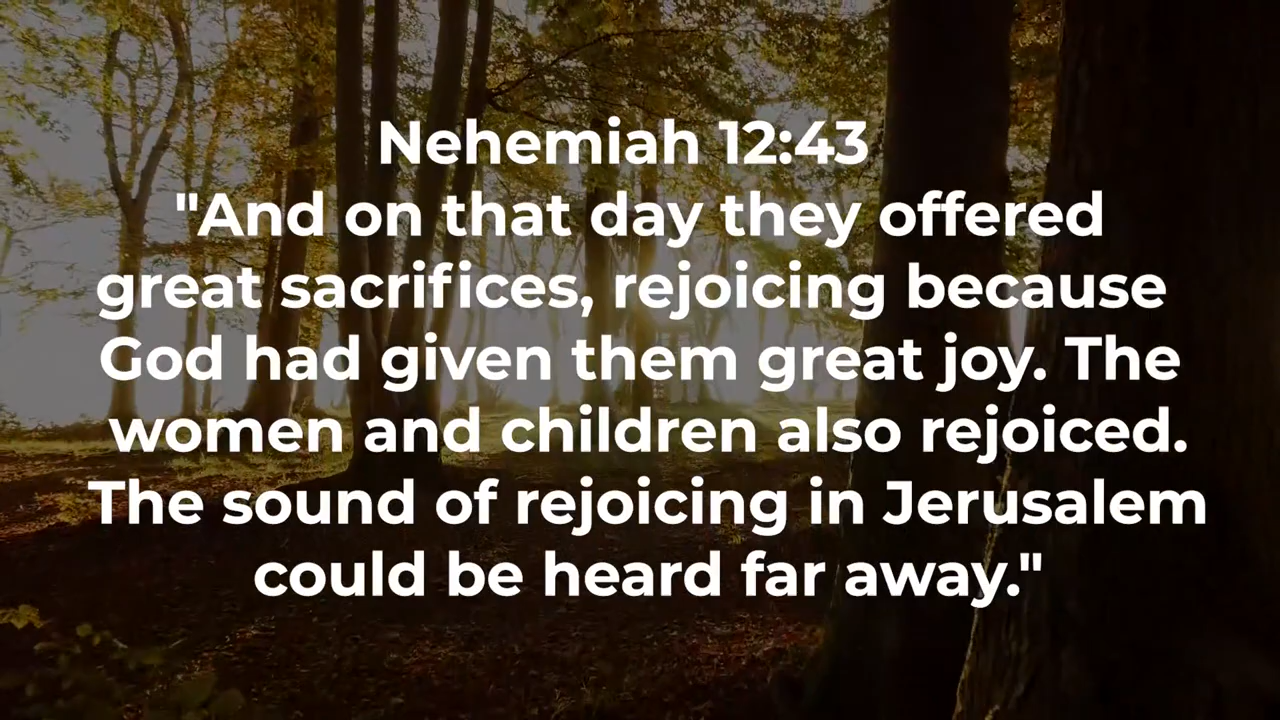 Nehemiah 12:43
"And on that day they offered
great sacrifices, rejoicing because
God had given them great joy. The
women and children also rejoiced.
The sound of rejoicing in Jerusalem
could be heard far away."